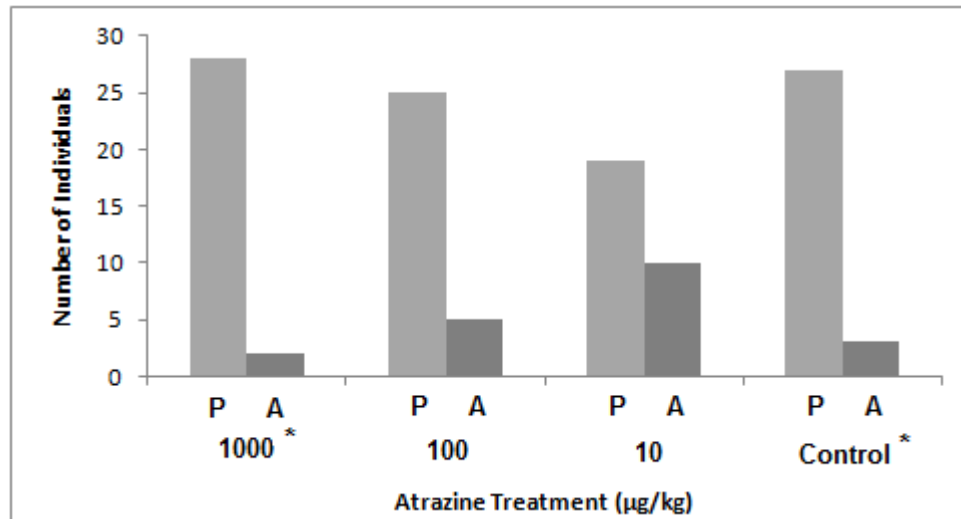 30
25
20
15
10
5
0
Number of Individuals
P A P A P A P A
1000 * 100 10 Control *
Atrazine Treatment (µg/kg)